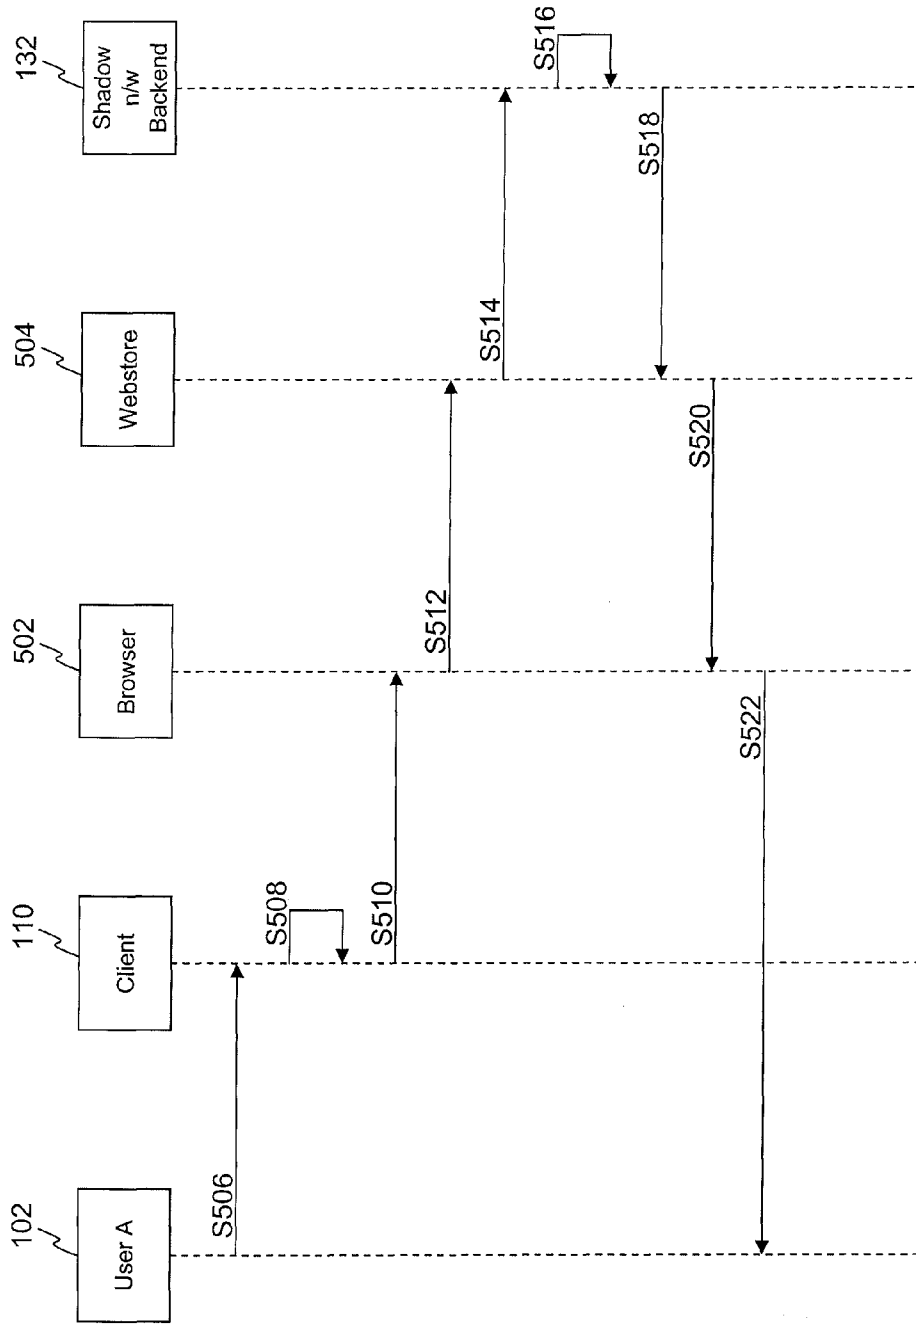 102
User A
110
Client
502
Browser
504
Webstore
132
Shadow
n/w
Backend
S506
S508
S510
S512
S514
S516
S518
S520
S522